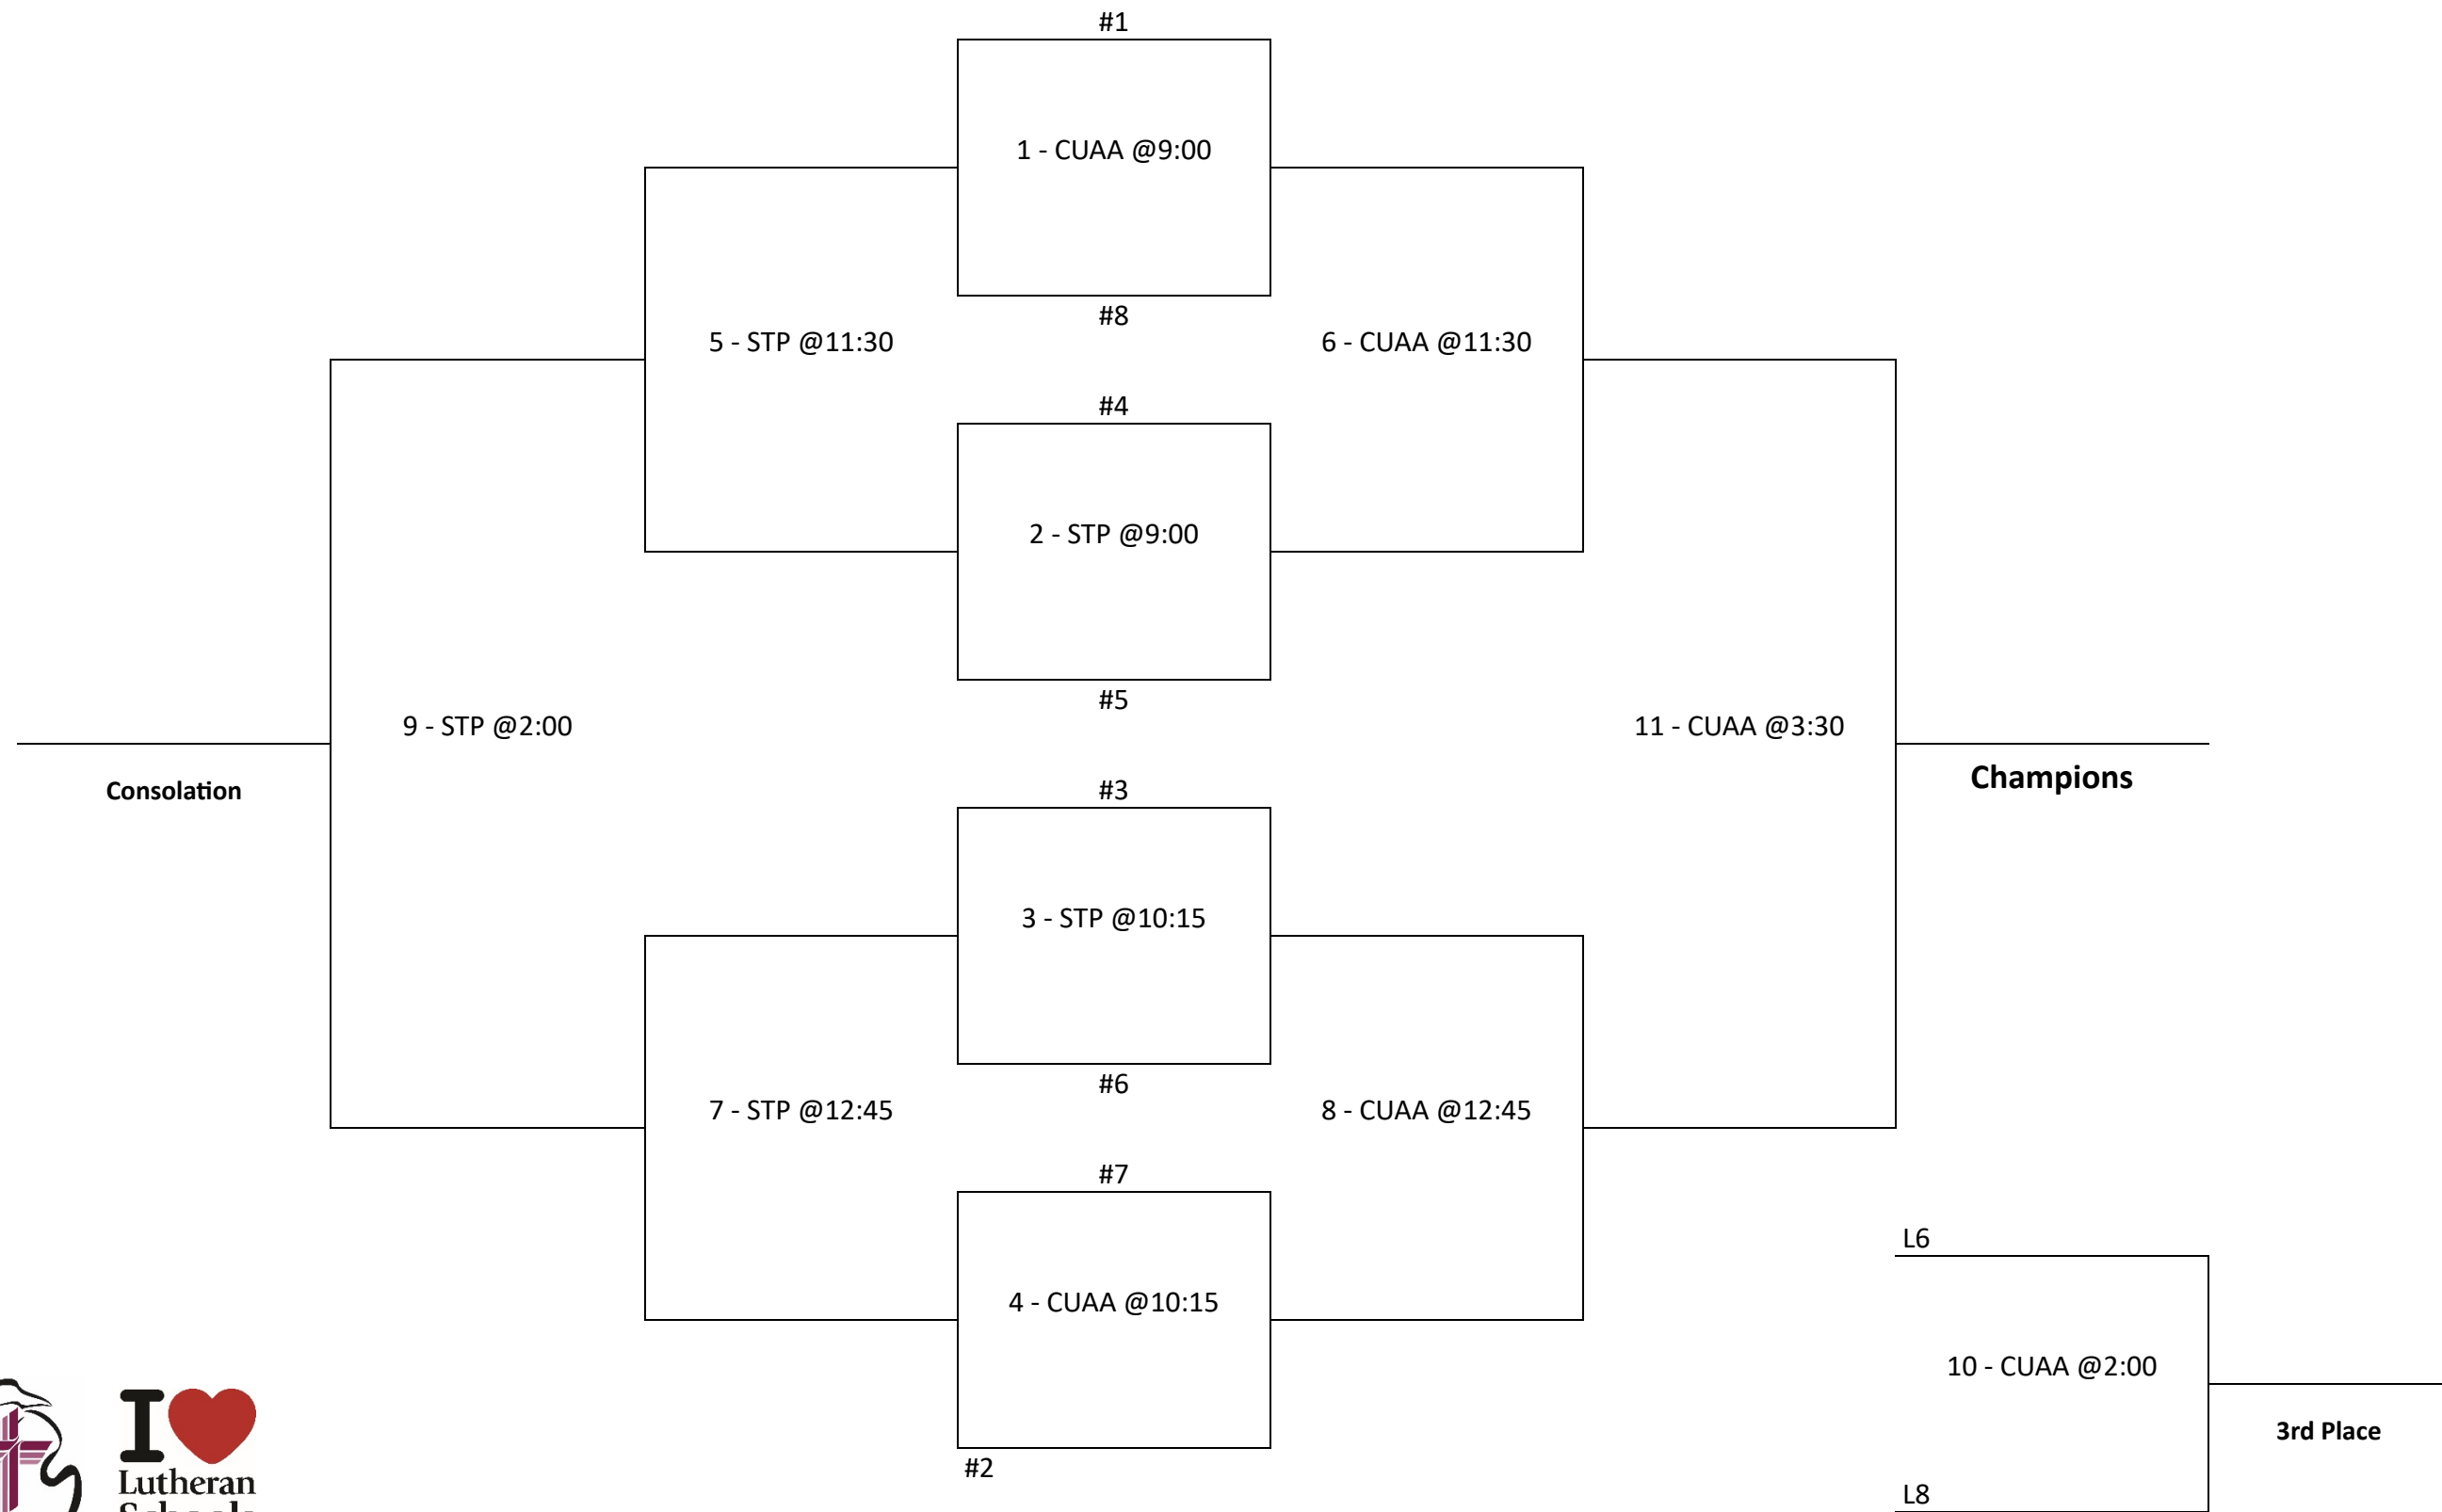 #1
1 - CUAA @9:00
#8
5 - STP @11:30
6 - CUAA @11:30
#4
2 - STP @9:00
#5
9 - STP @2:00
11 - CUAA @3:30
Consolation
Champions
#3
3 - STP @10:15
#6
7 - STP @12:45
8 - CUAA @12:45
#7
L6
4 - CUAA @10:15
10 - CUAA @2:00
3rd Place
#2
L8
I
Lutheran
Schools